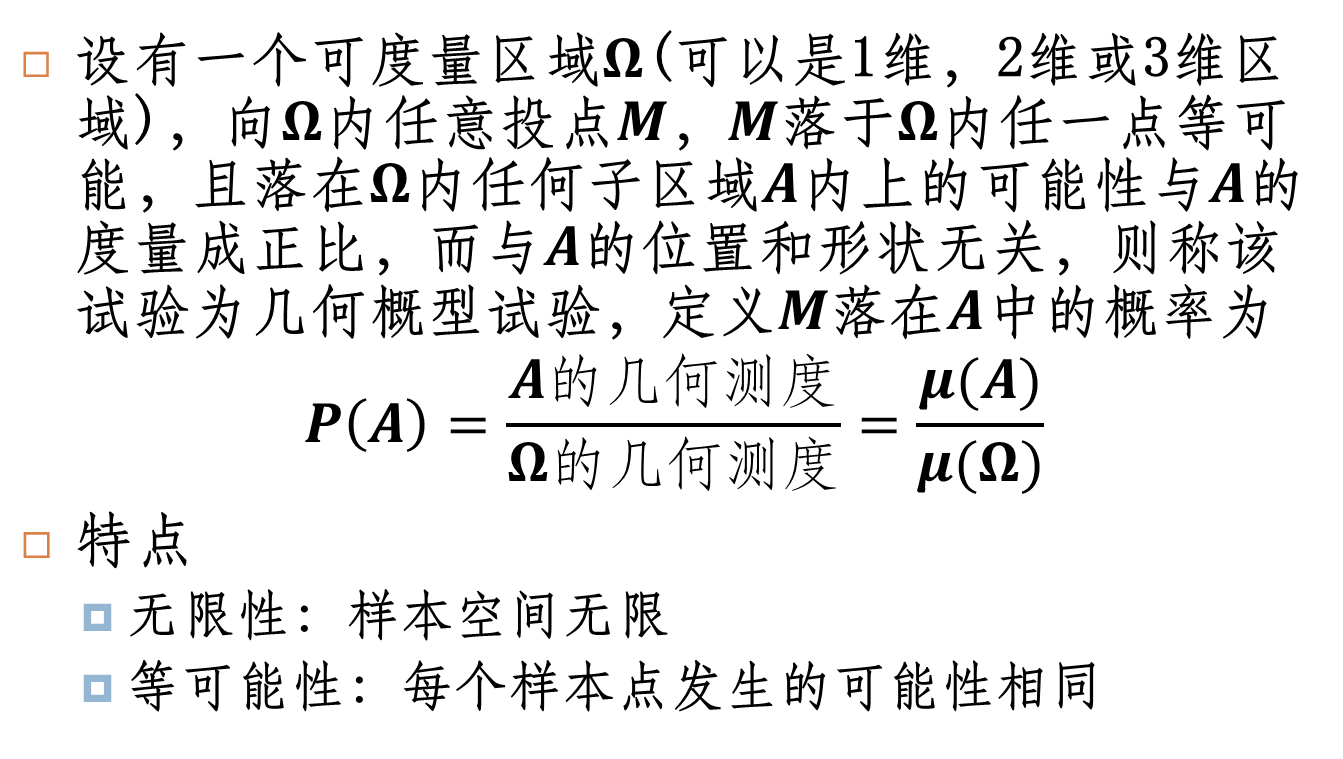 设有一个可度量区域Ω(可以是1维，2维或3维区
域)，向Ω内任意投点M，M落于Ω内任一点等可
能，且落在Ω内任何子区域A内上的可能性与A的
度量成正比，而与A的位置和形状无关，则称该
试验为几何概型试验，定义M落在A中的概率为
P(A) = A的几何测度/Ω的几何测度 = μ(A)/μ(Ω)
特点
无限性：样本空间无限
等可能性：每个样本点发生的可能性相同